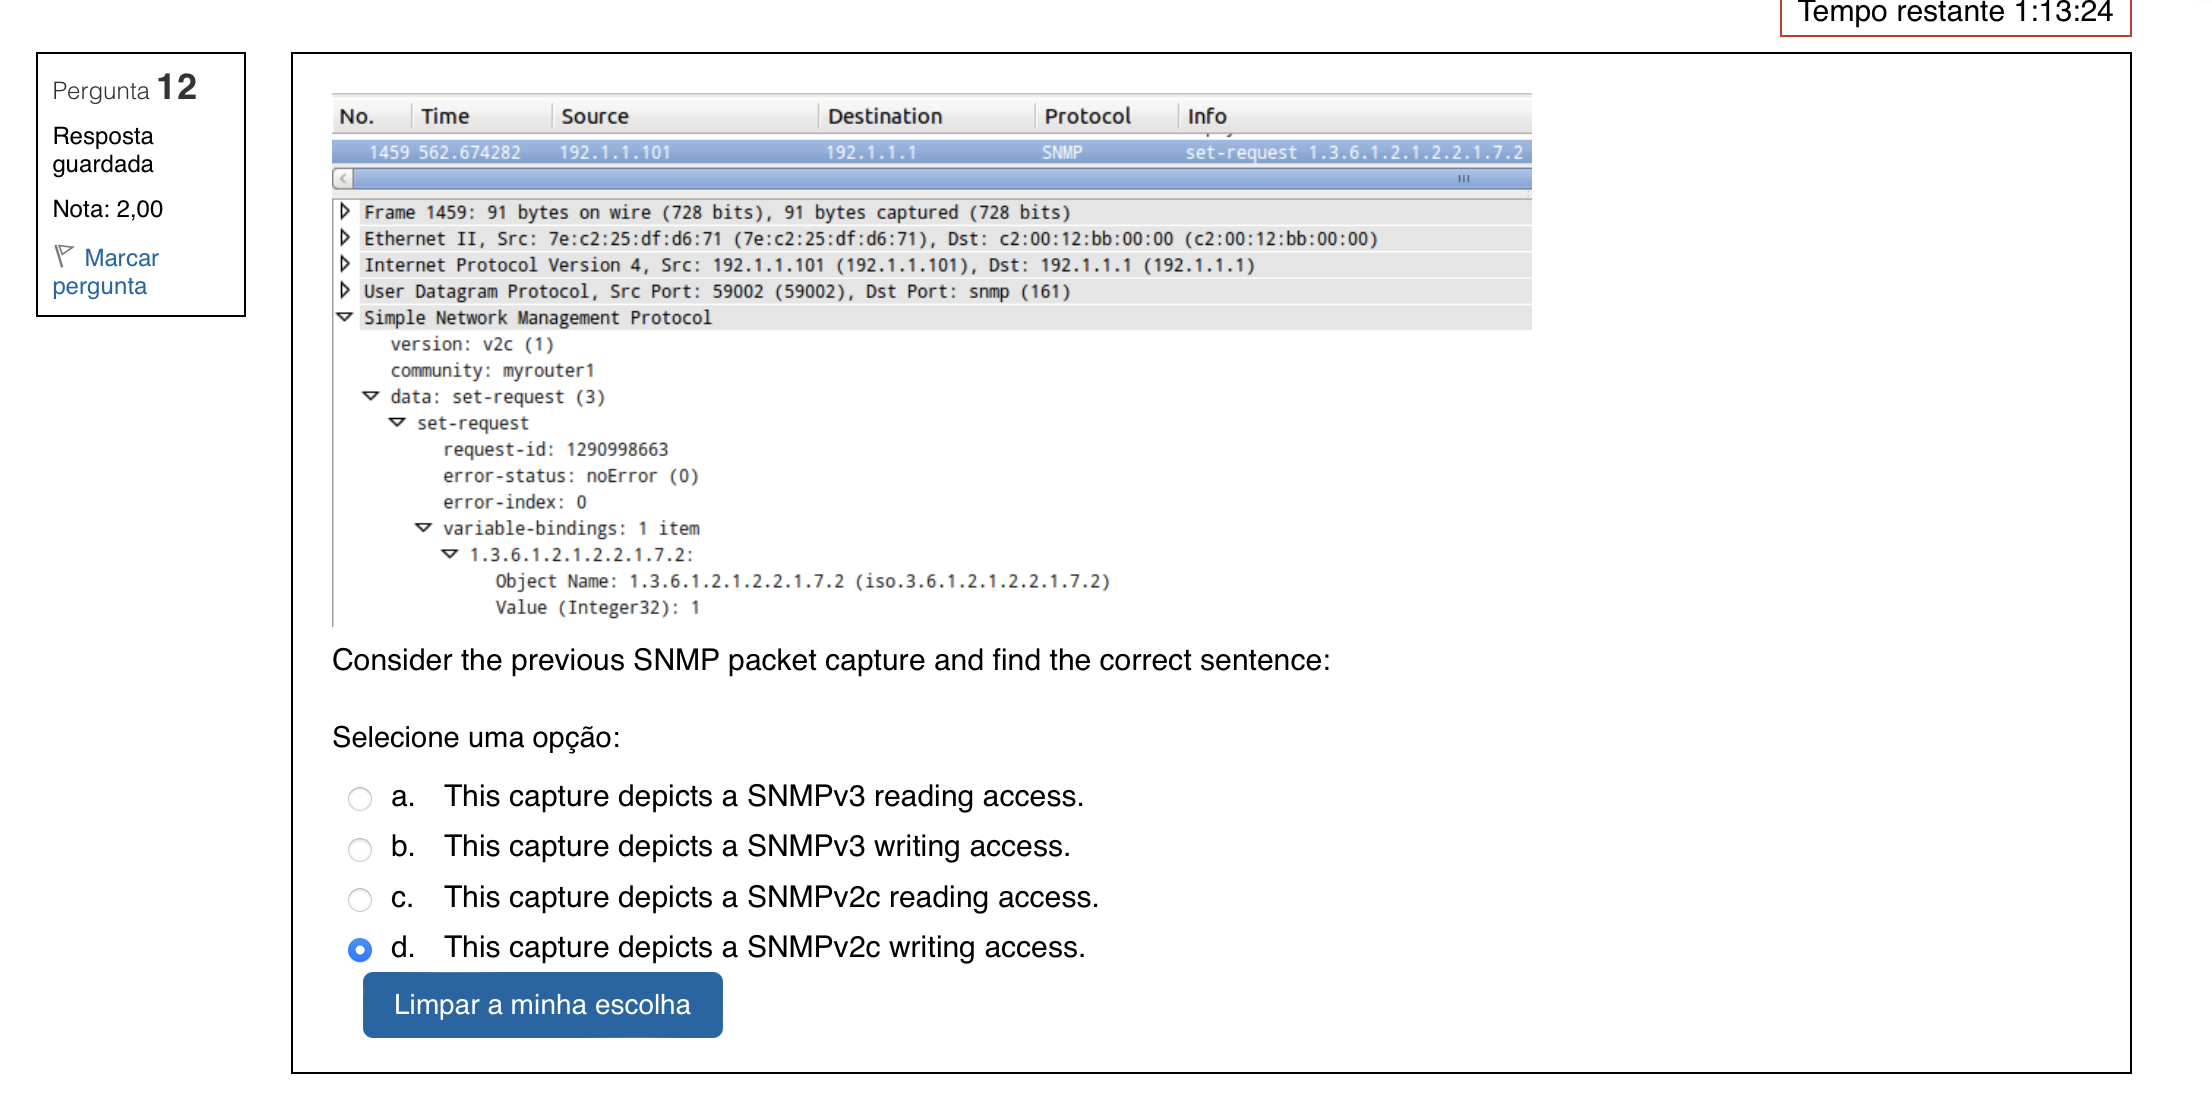 Tempo restante 1:13:24
Pergunta 12
Resposta
guardada
Nota: 2,00
Marcar
pergunta
No. Time Source Destination Protocol Info
1459 562.674282 192.1.1.101 192.1.1.1 SNMP set-request 1.3.6.1.2.1.2.2.1.7.2
Frame 1459: 91 bytes on wire (728 bits), 91 bytes captured (728 bits)
Ethernet II, Src: 7e:c2:25:df:d6:71 (7e:c2:25:df:d6:71), Dst: c2:00:12:bb:00:00 (c2:00:12:bb:00:00)
Internet Protocol Version 4, Src: 192.1.1.101 (192.1.1.101), Dst: 192.1.1.1 (192.1.1.1)
User Datagram Protocol, Src Port: 59002 (59002), Dst Port: snmp (161)
Simple Network Management Protocol
version: v2c (1)
community: myrouter1
data: set-request (3)
set-request
request-id: 1290998663
error-status: noError (0)
error-index: 0
variable-bindings: 1 item
1.3.6.1.2.1.2.2.1.7.2:
Object Name: 1.3.6.1.2.1.2.2.1.7.2 (iso.3.6.1.2.1.2.2.1.7.2)
Value (Integer32): 1
Consider the previous SNMP packet capture and find the correct sentence:
Selecione uma opção:
a. This capture depicts a SNMPv3 reading access.
b. This capture depicts a SNMPv3 writing access.
c. This capture depicts a SNMPv2c reading access.
d. This capture depicts a SNMPv2c writing access.
Limpar a minha escolha